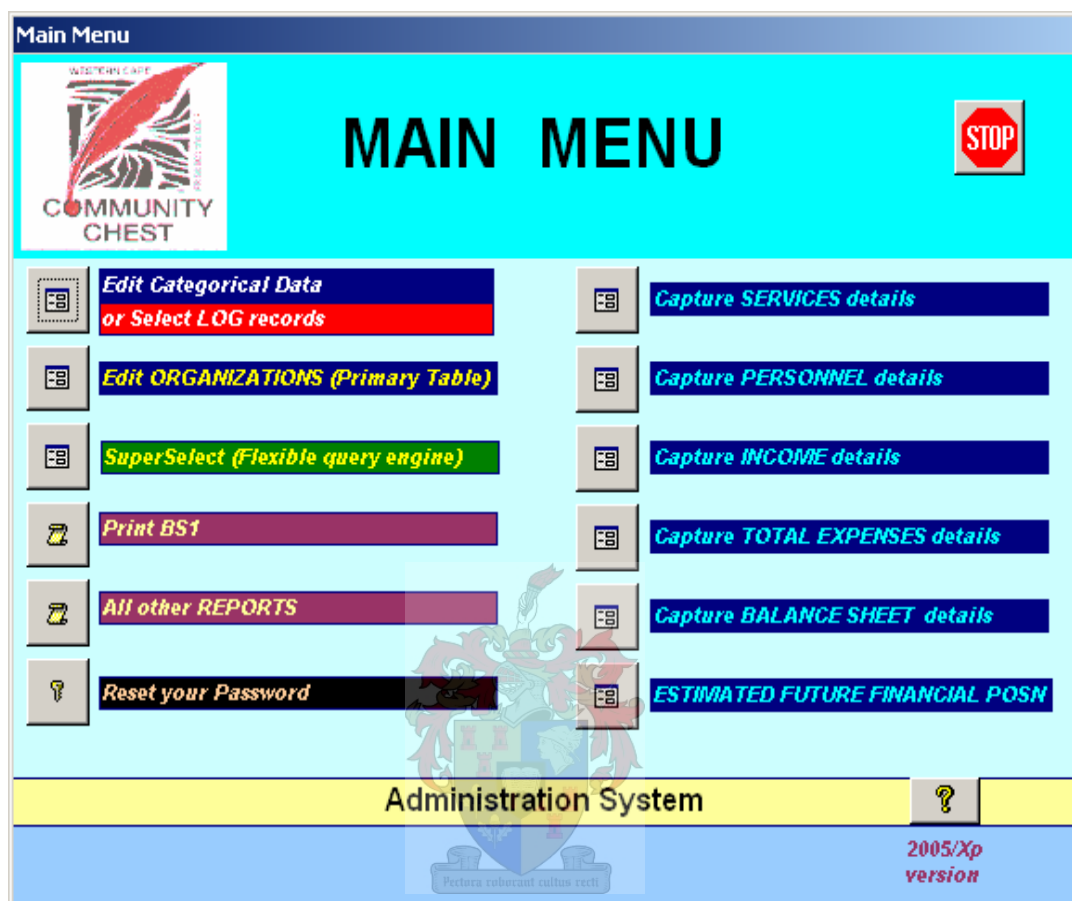 Main Menu
WESTERN CAPE
COMMUNITY
CHEST
MAIN MENU
STOP
Edit Categorical Data
or Select LOG records
Edit ORGANIZATIONS (Primary Table)
SuperSelect (Flexible query engine)
Print BS1
All other REPORTS
Reset your Password
Capture SERVICES details
Capture PERSONNEL details
Capture INCOME details
Capture TOTAL EXPENSES details
Capture BALANCE SHEET details
ESTIMATED FUTURE FINANCIAL POSN
Administration System
?
2005/Xp
version
Pectura roborant cultus recti